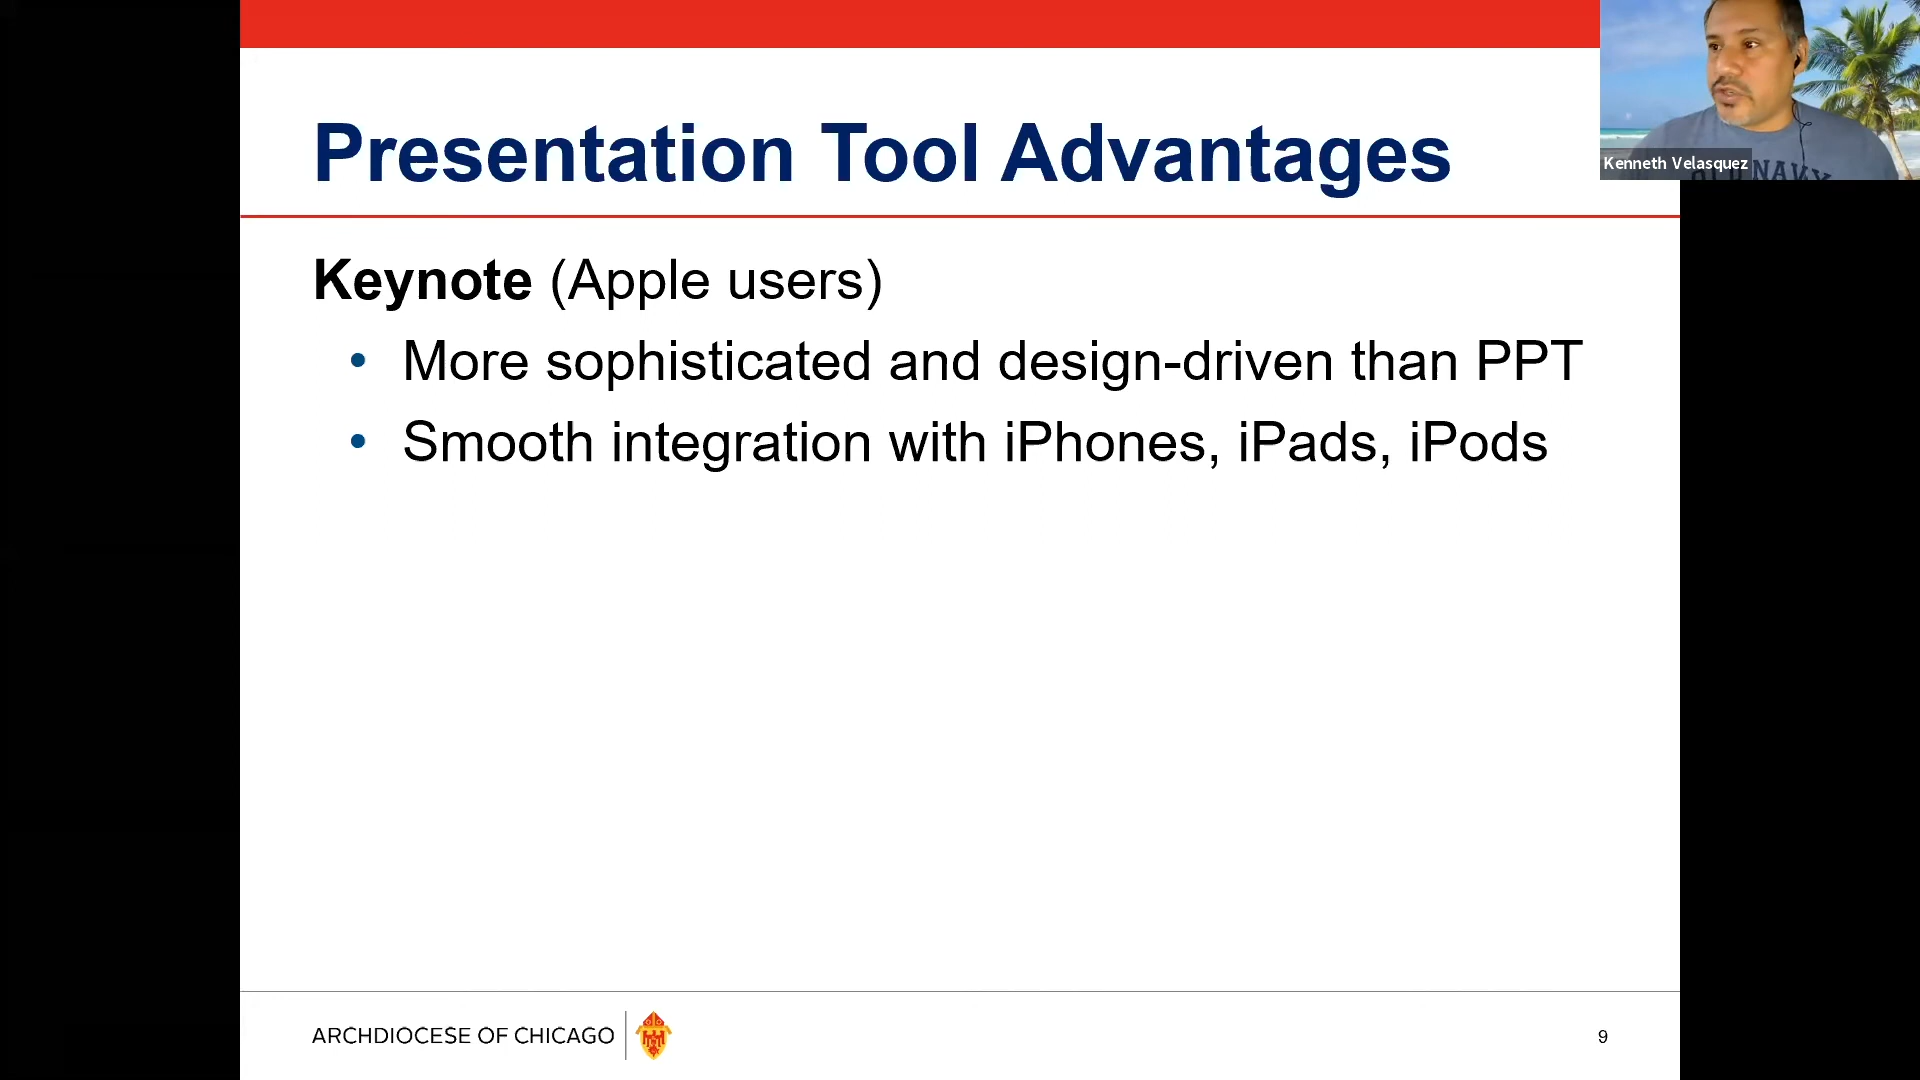 Presentation Tool Advantages
Kenneth Velasquez
NAVY
Keynote (Apple users)
• More sophisticated and design-driven than PPT
• Smooth integration with iPhones, iPads, iPods
ARCHDIOCESE OF CHICAGO
9